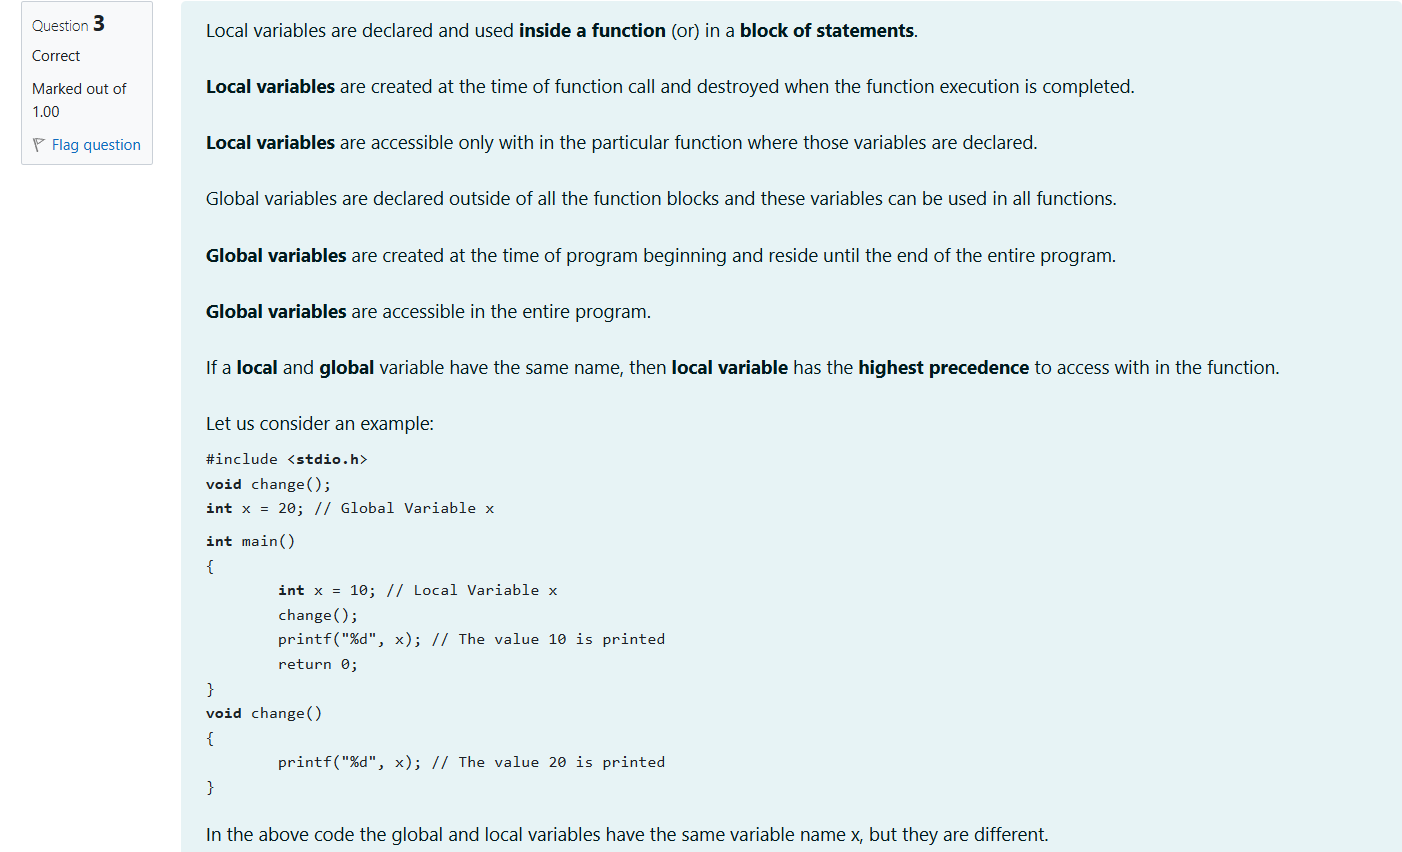 Question 3
Correct
Marked out of
1.00
Flag question
Local variables are declared and used inside a function (or) in a block of statements.
Local variables are created at the time of function call and destroyed when the function execution is completed.
Local variables are accessible only with in the particular function where those variables are declared.
Global variables are declared outside of all the function blocks and these variables can be used in all functions.
Global variables are created at the time of program beginning and reside until the end of the entire program.
Global variables are accessible in the entire program.
If a local and global variable have the same name, then local variable has the highest precedence to access with in the function.
Let us consider an example:
#include <stdio.h>
void change();
int x = 20; // Global Variable x
int main()
{
        int x = 10; // Local Variable x
        change();
        printf("%d", x); // The value 10 is printed
        return 0;
}
void change()
{
        printf("%d", x); // The value 20 is printed
}
In the above code the global and local variables have the same variable name x, but they are different.